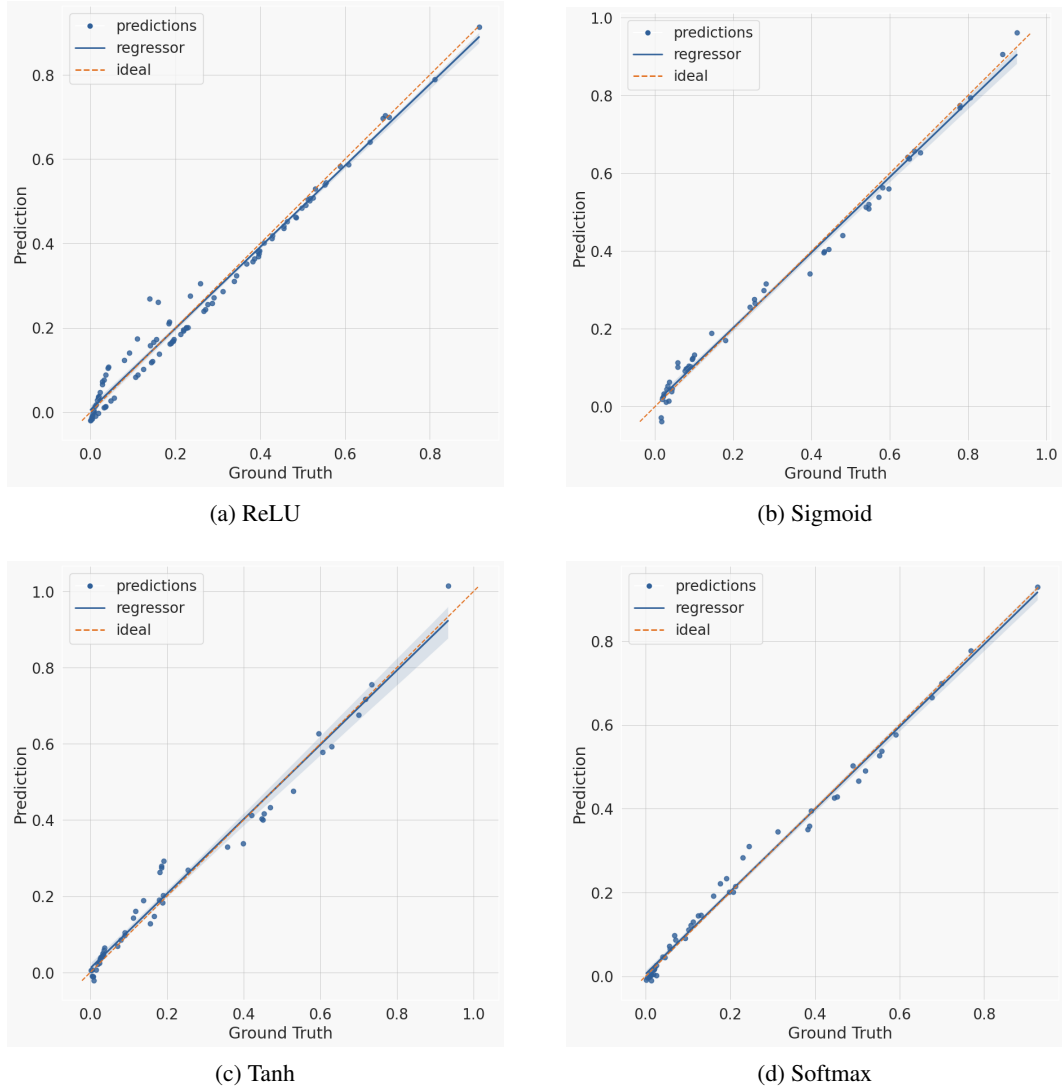 predictions
regressor
ideal
0.8
0.6
0.4
0.2
0.0
Prediction
0.0 0.2 0.4 0.6 0.8
Ground Truth
(a) ReLU
predictions
regressor
ideal
1.0
0.8
0.6
0.4
0.2
0.0
Prediction
0.0 0.2 0.4 0.6 0.8 1.0
Ground Truth
(b) Sigmoid
predictions
regressor
ideal
1.0
0.8
0.6
0.4
0.2
0.0
Prediction
0.0 0.2 0.4 0.6 0.8 1.0
Ground Truth
(c) Tanh
predictions
regressor
ideal
0.8
0.6
0.4
0.2
0.0
Prediction
0.0 0.2 0.4 0.6 0.8
Ground Truth
(d) Softmax